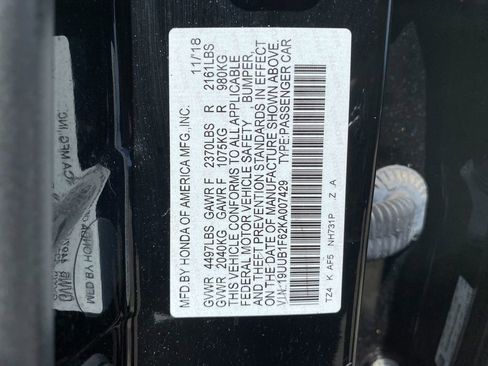 MFD.BY HONDA OF AMERICA MFG.,INC. 11/18
GVWR 4497LBS GAWR F 2370LBS R 2161LBS
GVWR 2040KG GAWR F 1075KG R 980KG
THIS VEHICLE CONFORMS TO ALL APPLICABLE
FEDERAL MOTOR VEHICLE SAFETY BUMPER,
AND THEFT PREVENTION STANDARDS IN EFFECT
ON THE DATE OF MANUFACTURE SHOWN ABOVE.
V.I.N:19UUB1F62KA007429 TYPE:PASSENGER CAR
TZ4 K AF5 NH731P Z A